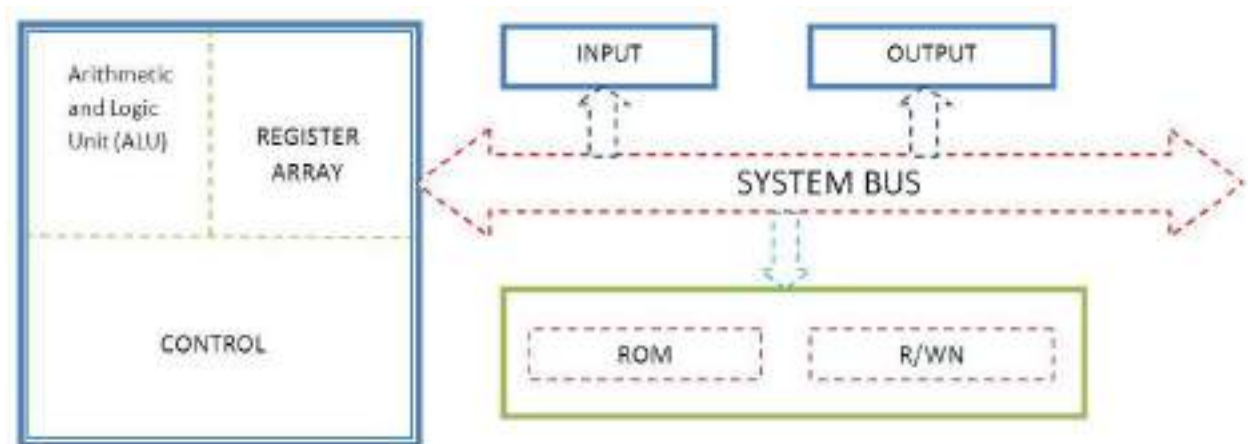 Arithmetic
and Logic
Unit (ALU)
REGISTER
ARRAY
CONTROL
INPUT
OUTPUT
SYSTEM BUS
ROM
R/WN